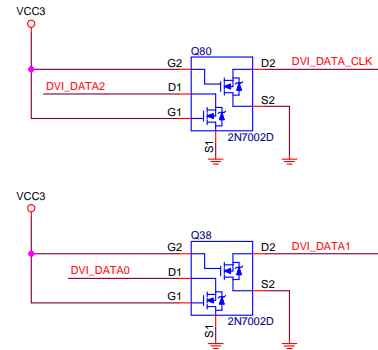 VCC3
Q80
G2
D2
DVI_DATA_CLK
DVI_DATA2
D1
S2
G1
S1
2N7002D
VCC3
Q38
G2
D2
DVI_DATA1
DVI_DATA0
D1
S2
G1
S1
2N7002D